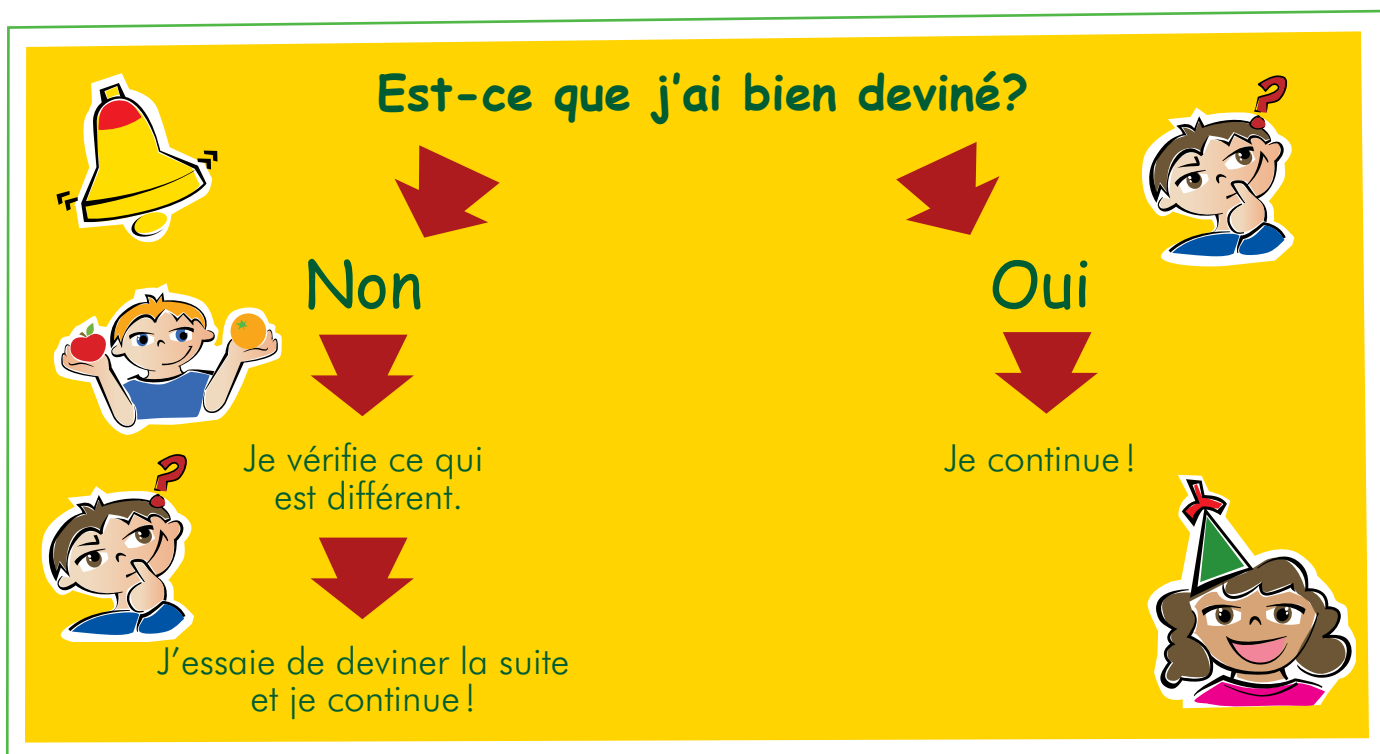 Est-ce que j'ai bien deviné?
Non
Oui
Je vérifie ce qui
est différent.
Je continue !
J'essaie de deviner la suite
et je continue !